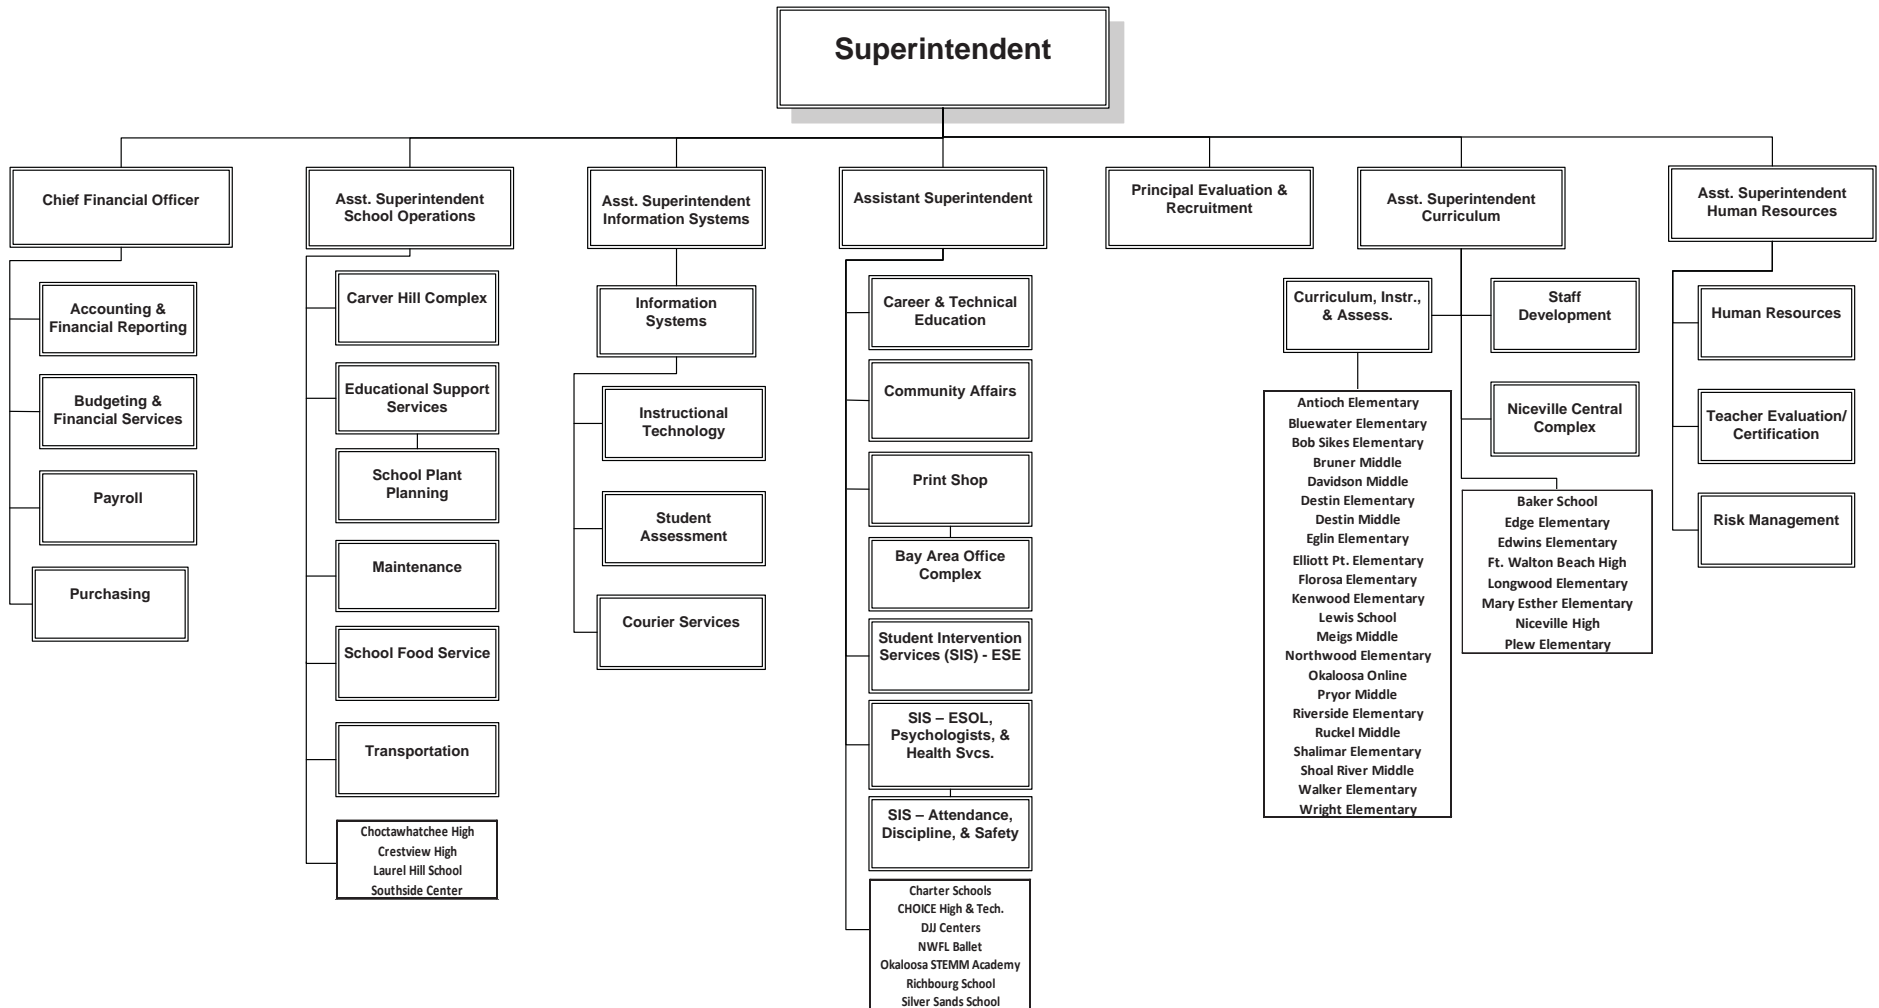 Superintendent
Chief Financial Officer
Accounting &
Financial Reporting
Budgeting &
Financial Services
Payroll
Purchasing
Asst. Superintendent
School Operations
Carver Hill Complex
Educational Support
Services
School Plant
Planning
Maintenance
School Food Service
Transportation
Choctawhatchee High
Crestview High
Laurel Hill School
Southside Center
Asst. Superintendent
Information Systems
Information
Systems
Instructional
Technology
Student
Assessment
Courier Services
Assistant Superintendent
Career & Technical
Education
Community Affairs
Print Shop
Bay Area Office
Complex
Student Intervention
Services (SIS) - ESE
SIS – ESOL,
Psychologists, &
Health Svcs.
SIS – Attendance,
Discipline, & Safety
Charter Schools
CHOICE High & Tech.
DJJ Centers
NWFL Ballet
Okaloosa STEMM Academy
Richbourg School
Silver Sands School
Principal Evaluation &
Recruitment
Asst. Superintendent
Curriculum
Curriculum, Instr.,
& Assess.
Antioch Elementary
Bluewater Elementary
Bob Sikes Elementary
Bruner Middle
Davidson Middle
Destin Elementary
Destin Middle
Eglin Elementary
Elliott Pt. Elementary
Florosa Elementary
Kenwood Elementary
Lewis School
Meigs Middle
Northwood Elementary
Okaloosa Online
Pryor Middle
Riverside Elementary
Ruckel Middle
Shalimar Elementary
Shoal River Middle
Walker Elementary
Wright Elementary
Staff
Development
Niceville Central
Complex
Baker School
Edge Elementary
Edwins Elementary
Ft. Walton Beach High
Longwood Elementary
Mary Esther Elementary
Niceville High
Plew Elementary
Asst. Superintendent
Human Resources
Human Resources
Teacher Evaluation/
Certification
Risk Management